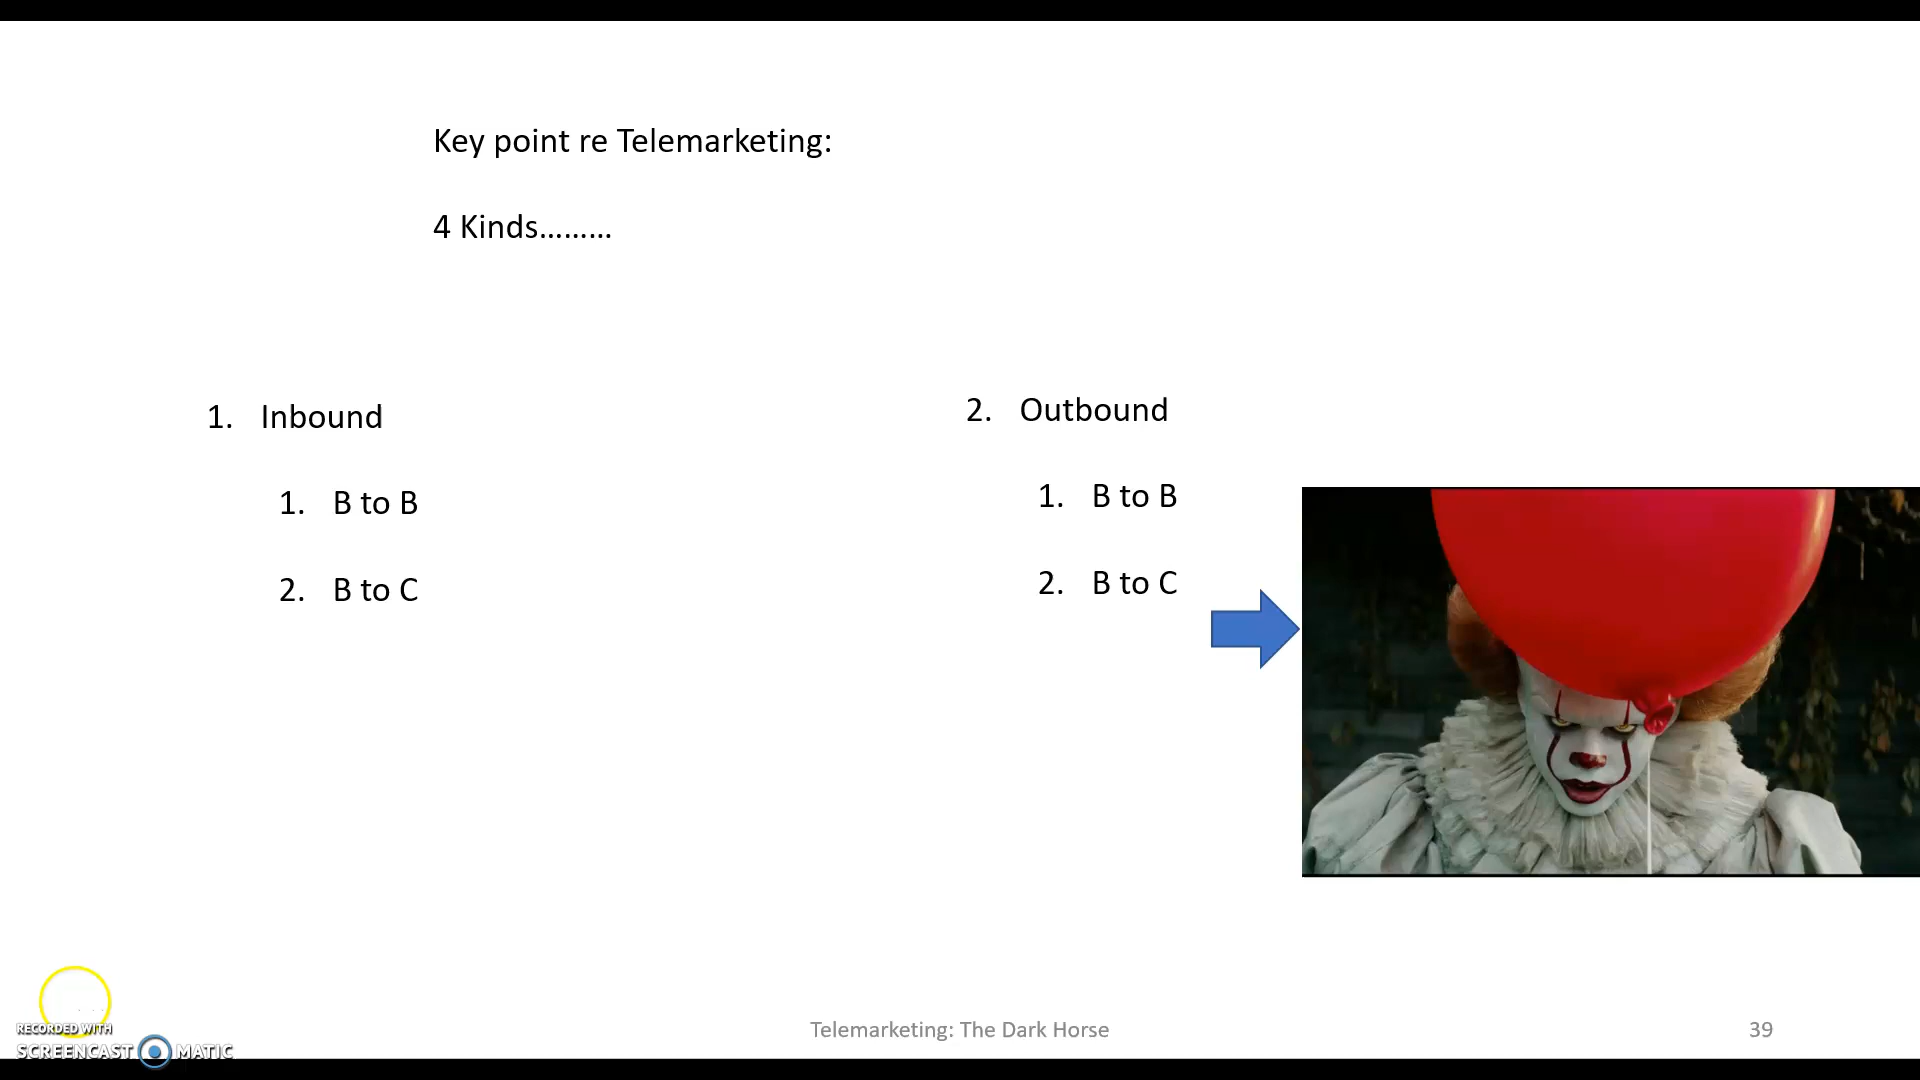 Key point re Telemarketing:
4 Kinds.........
1. Inbound
1. B to B
2. B to C
2. Outbound
1. B to B
2. B to C
RECORDED WITH
SCREENCAST MATIC
Telemarketing: The Dark Horse
39